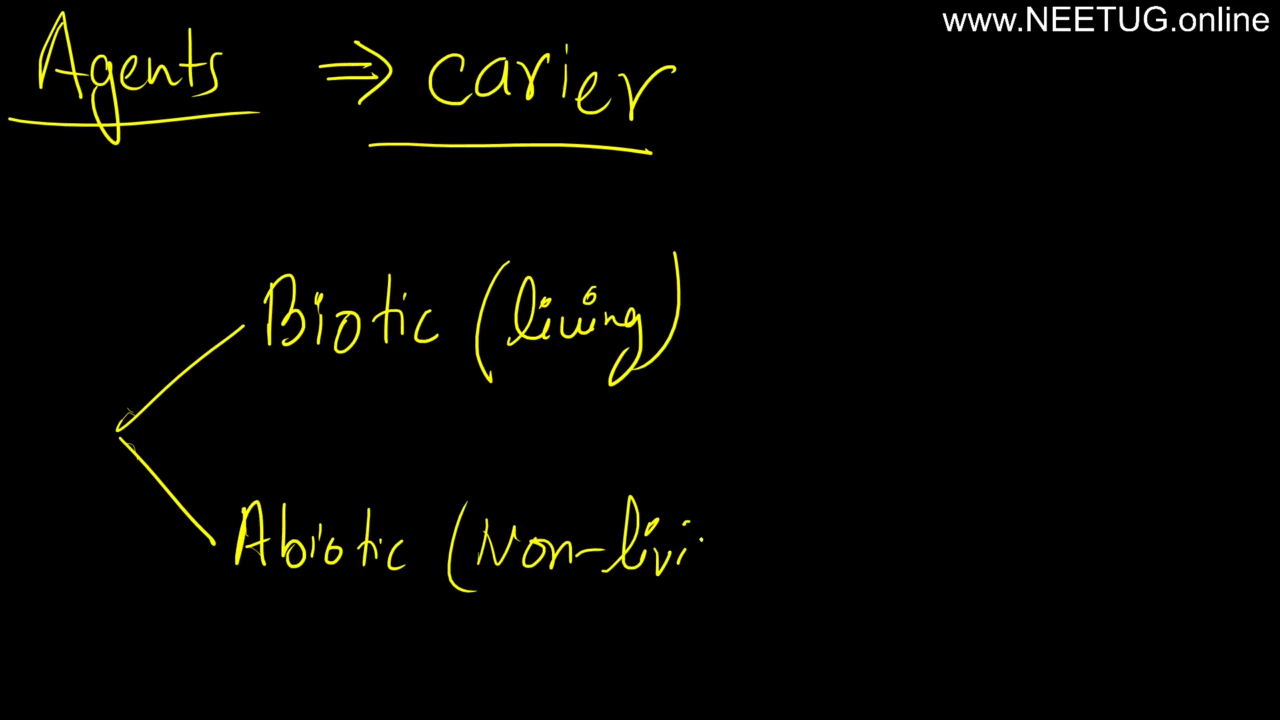 www.NEETUG.online
Agents ⇒ carier
Biotic (living)
Abiotic (Non-livi